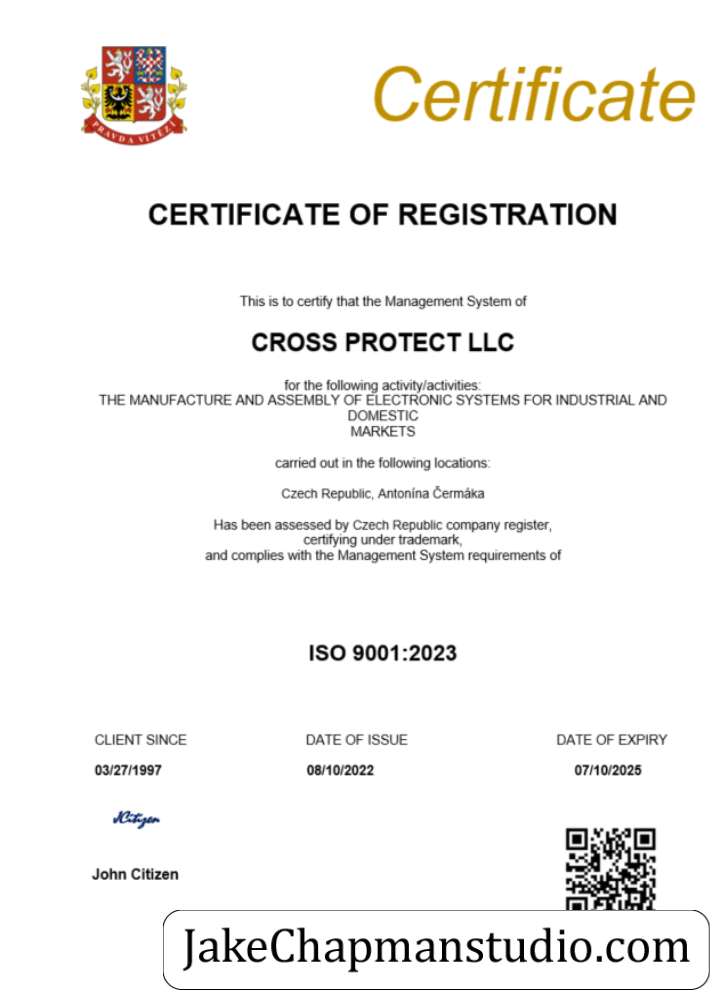 PRAVDA VÍTĚZÍ
Certificate
CERTIFICATE OF REGISTRATION
This is to certify that the Management System of
CROSS PROTECT LLC
for the following activity/activities:
THE MANUFACTURE AND ASSEMBLY OF ELECTRONIC SYSTEMS FOR INDUSTRIAL AND
DOMESTIC
MARKETS
carried out in the following locations:
Czech Republic, Antonína Čermáka
Has been assessed by Czech Republic company register,
certifying under trademark,
and complies with the Management System requirements of
ISO 9001:2023
CLIENT SINCE DATE OF ISSUE DATE OF EXPIRY
03/27/1997 08/10/2022 07/10/2025
JCitizen
John Citizen
JakeChapmanstudio.com